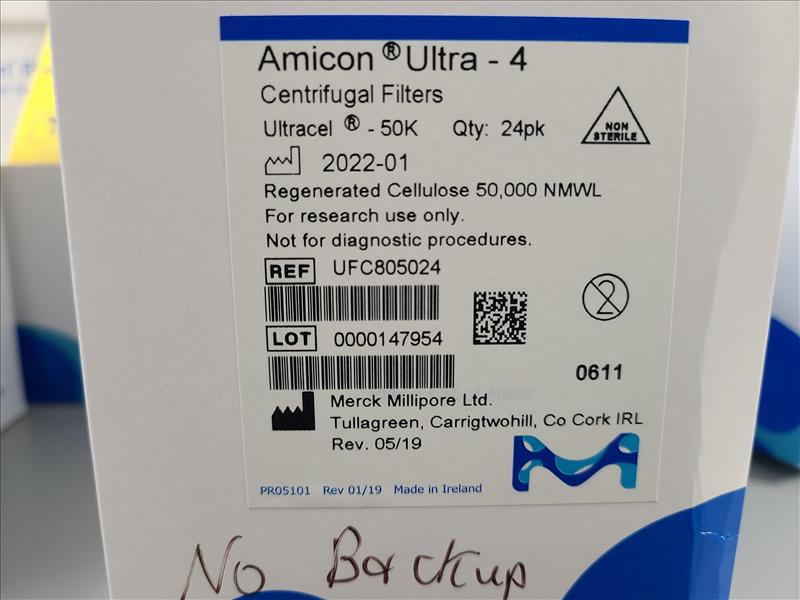 Amicon ® Ultra - 4
Centrifugal Filters
Ultracel ® - 50K Qty: 24pk
NON
STERILE
2022-01
Regenerated Cellulose 50,000 NMWL
For research use only.
Not for diagnostic procedures.
REF UFC805024
2
LOT 0000147954
0611
Merck Millipore Ltd.
Tullagreen, Carrigtwohill, Co Cork IRL
Rev. 05/19
PR05101 Rev 01/19 Made in Ireland
No Backup